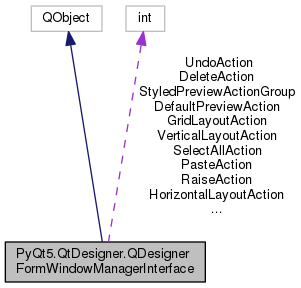 QObject
int
UndoAction
DeleteAction
StyledPreviewActionGroup
DefaultPreviewAction
GridLayoutAction
VerticalLayoutAction
SelectAllAction
PasteAction
RaiseAction
HorizontalLayoutAction
...
PyQt5.QtDesigner.QDesigner
FormWindowManagerInterface